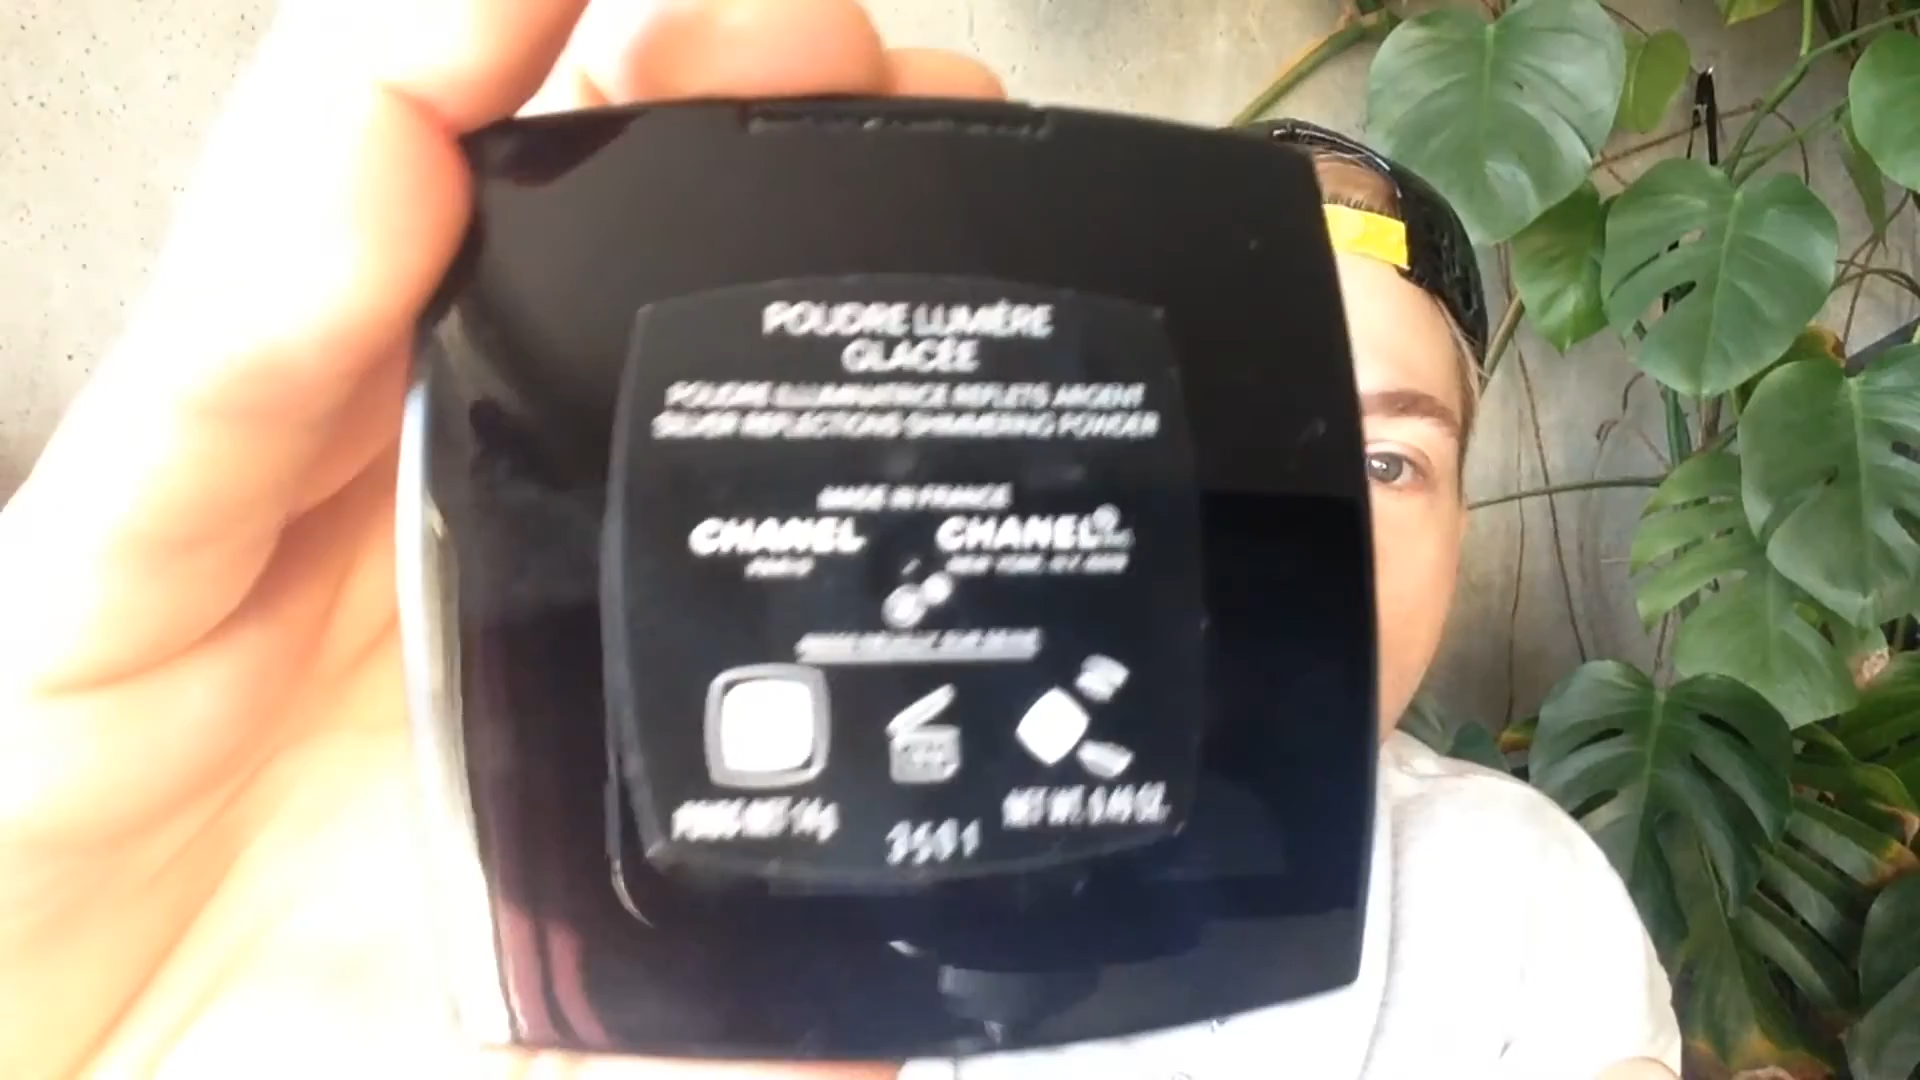 POUDRE LUMIÈRE
GLACÉE
POUDRE ILLUMINATRICE REFLETS ARGENT
SILVER REFLECTIONS SHIMMERING POWDER
MADE IN FRANCE
CHANEL CHANEL
PARIS NEW YORK, N.Y.
POIDS NET 14g
NET WT. 0.49 OZ.